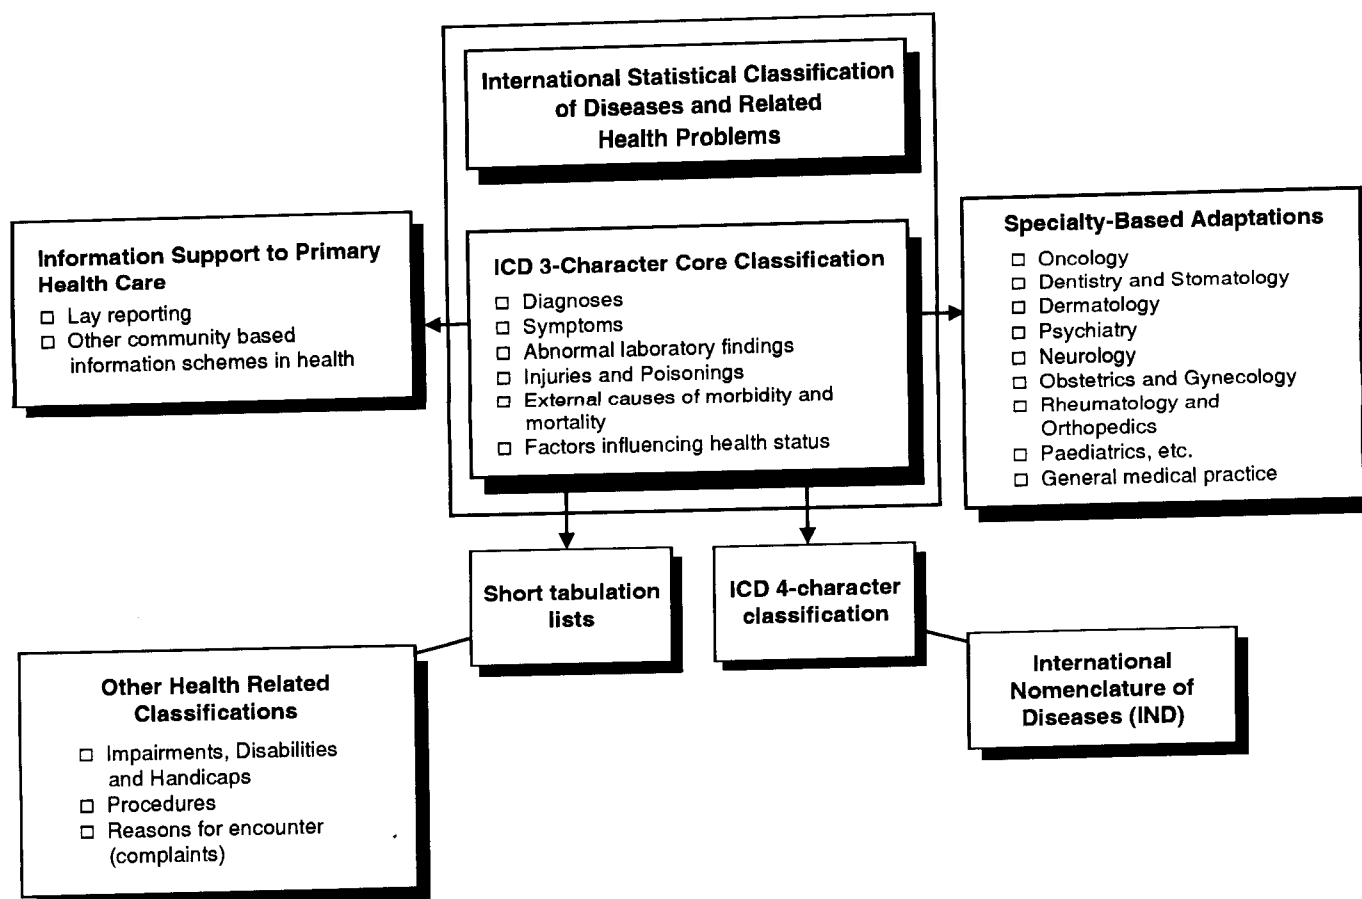 International Statistical Classification
of Diseases and Related
Health Problems
Information Support to Primary
Health Care
Lay reporting
Other community based
information schemes in health
ICD 3-Character Core Classification
Diagnoses
Symptoms
Abnormal laboratory findings
Injuries and Poisonings
External causes of morbidity and
mortality
Factors influencing health status
Specialty-Based Adaptations
Oncology
Dentistry and Stomatology
Dermatology
Psychiatry
Neurology
Obstetrics and Gynecology
Rheumatology and
Orthopedics
Paediatrics, etc.
General medical practice
Short tabulation
lists
ICD 4-character
classification
Other Health Related
Classifications
Impairments, Disabilities
and Handicaps
Procedures
Reasons for encounter
(complaints)
International
Nomenclature of
Diseases (IND)